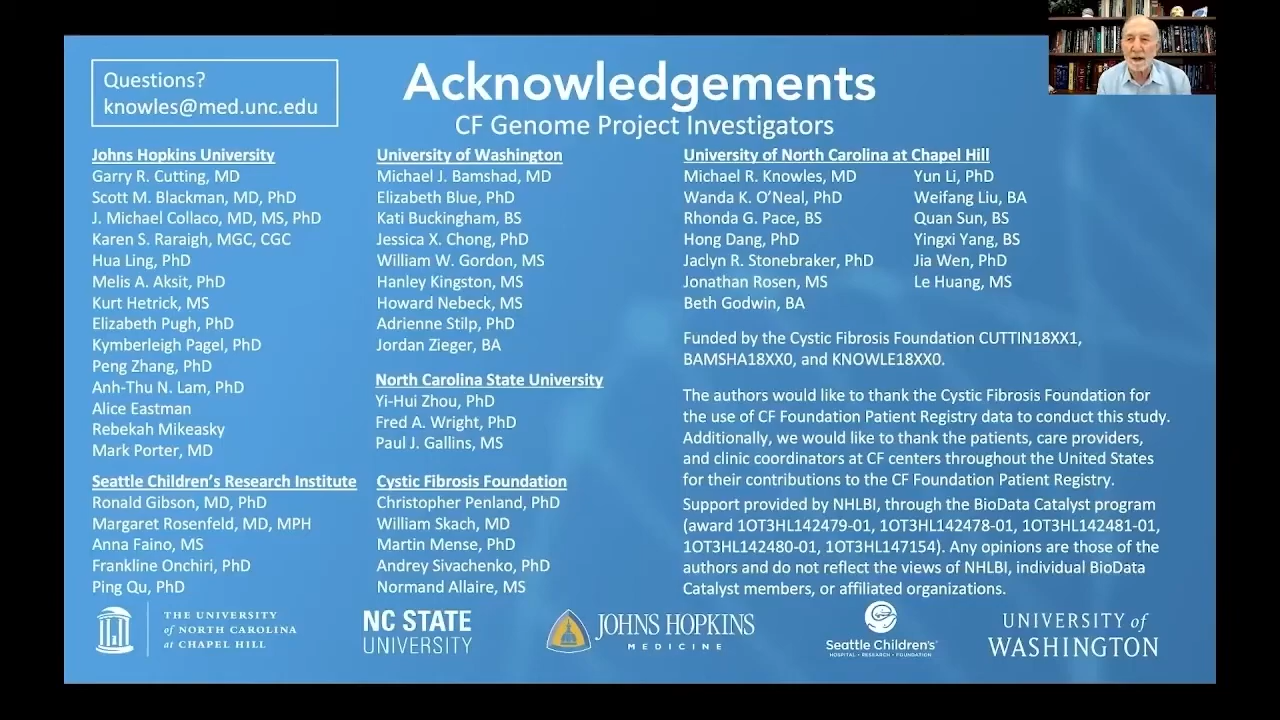 Questions?
knowles@med.unc.edu
Acknowledgements
CF Genome Project Investigators
Johns Hopkins University
Garry R. Cutting, MD
Scott M. Blackman, MD, PhD
J. Michael Collaco, MD, MS, PhD
Karen S. Raraigh, MGC, CGC
Hua Ling, PhD
Melis A. Aksit, PhD
Kurt Hetrick, MS
Elizabeth Pugh, PhD
Kymberleigh Pagel, PhD
Peng Zhang, PhD
Anh-Thu N. Lam, PhD
Alice Eastman
Rebekah Mikeasky
Mark Porter, MD
Seattle Children's Research Institute
Ronald Gibson, MD, PhD
Margaret Rosenfeld, MD, MPH
Anna Faino, MS
Frankline Onchiri, PhD
Ping Qu, PhD
University of Washington
Michael J. Bamshad, MD
Elizabeth Blue, PhD
Kati Buckingham, BS
Jessica X. Chong, PhD
William W. Gordon, MS
Hanley Kingston, MS
Howard Nebeck, MS
Adrienne Stilp, PhD
Jordan Zieger, BA
North Carolina State University
Yi-Hui Zhou, PhD
Fred A. Wright, PhD
Paul J. Gallins, MS
Cystic Fibrosis Foundation
Christopher Penland, PhD
William Skach, MD
Martin Mense, PhD
Andrey Sivachenko, PhD
Normand Allaire, MS
University of North Carolina at Chapel Hill
Michael R. Knowles, MD
Wanda K. O'Neal, PhD
Rhonda G. Pace, BS
Hong Dang, PhD
Jaclyn R. Stonebraker, PhD
Jonathan Rosen, MS
Beth Godwin, BA
Yun Li, PhD
Weifang Liu, BA
Quan Sun, BS
Yingxi Yang, BS
Jia Wen, PhD
Le Huang, MS
Funded by the Cystic Fibrosis Foundation CUTTIN18XX1,
BAMSHA18XX0, and KNOWLE18XX0.
The authors would like to thank the Cystic Fibrosis Foundation for
the use of CF Foundation Patient Registry data to conduct this study.
Additionally, we would like to thank the patients, care providers,
and clinic coordinators at CF centers throughout the United States
for their contributions to the CF Foundation Patient Registry.
Support provided by NHLBI, through the BioData Catalyst program
(award 1OT3HL142479-01, 1OT3HL142478-01, 1OT3HL142481-01,
1OT3HL142480-01, 1OT3HL147154). Any opinions are those of the
authors and do not reflect the views of NHLBI, individual BioData
Catalyst members, or affiliated organizations.
THE UNIVERSITY
of NORTH CAROLINA
at CHAPEL HILL
NC STATE
UNIVERSITY
JOHNS HOPKINS
MEDICINE
Seattle Children's
HOSPITAL • RESEARCH • FOUNDATION
UNIVERSITY of
WASHINGTON